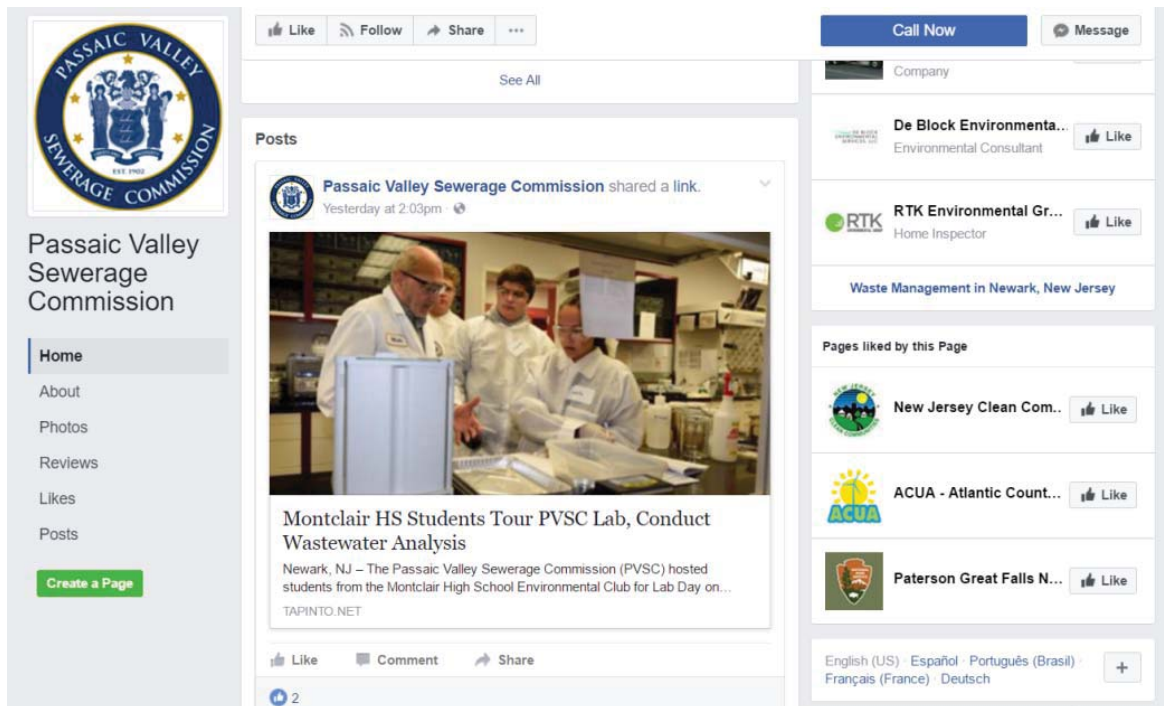 PASSAIC VALLEY
SEWERAGE COMMISSION
EST. 1902
Passaic Valley
Sewerage
Commission
Home
About
Photos
Reviews
Likes
Posts
Create a Page
Like Follow Share ...
See All
Posts
Passaic Valley Sewerage Commission shared a link.
Yesterday at 2:03pm ·
Montclair HS Students Tour PVSC Lab, Conduct
Wastewater Analysis
Newark, NJ – The Passaic Valley Sewerage Commission (PVSC) hosted
students from the Montclair High School Environmental Club for Lab Day on...
TAPINTO.NET
Like Comment Share
2
Call Now Message
Company
De Block Environmenta...
Like
Environmental Consultant
RTK
RTK Environmental Gr...
Like
Home Inspector
Waste Management in Newark, New Jersey
Pages liked by this Page
NEW JERSEY
CLEAN COMMUNITIES
New Jersey Clean Com.. Like
ACUA
ACUA - Atlantic Count... Like
Paterson Great Falls N... Like
English (US) · Español · Português (Brasil) ·
Français (France) · Deutsch
+